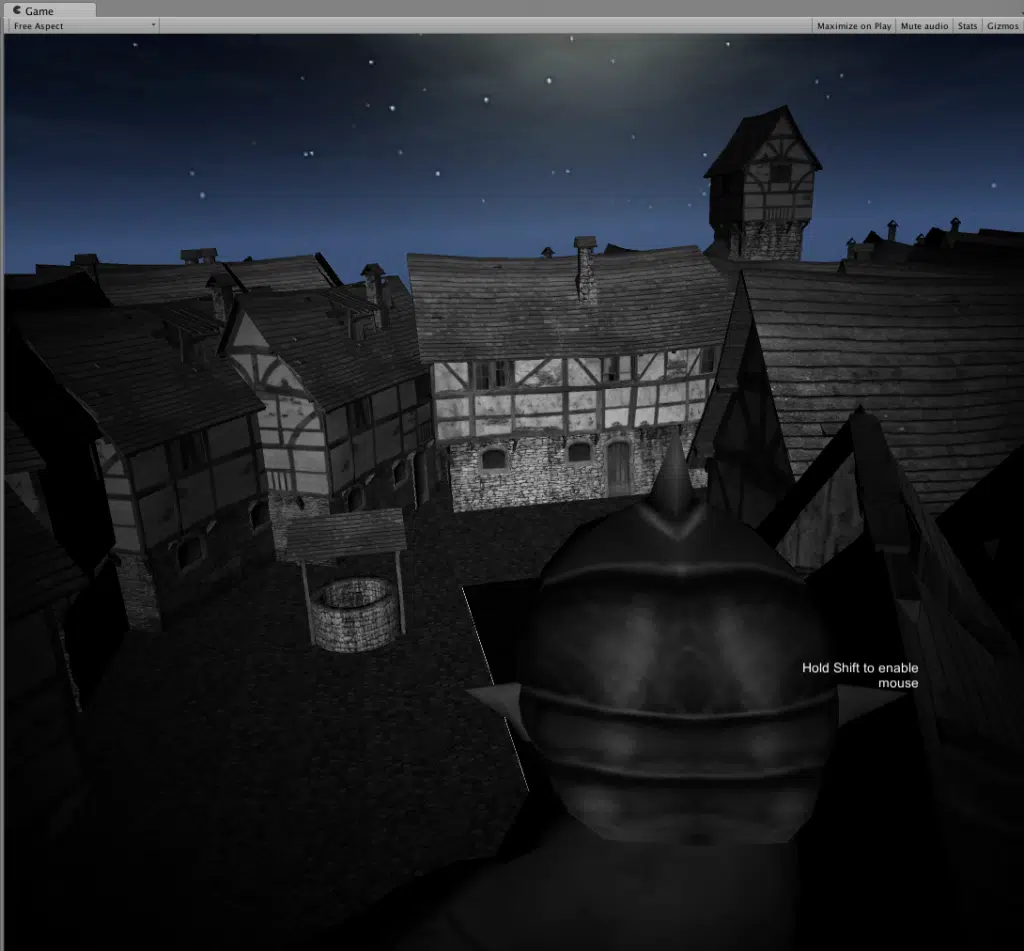 Game
Free Aspect
Maximize on Play
Mute audio
Stats
Gizmos
Hold Shift to enable
mouse